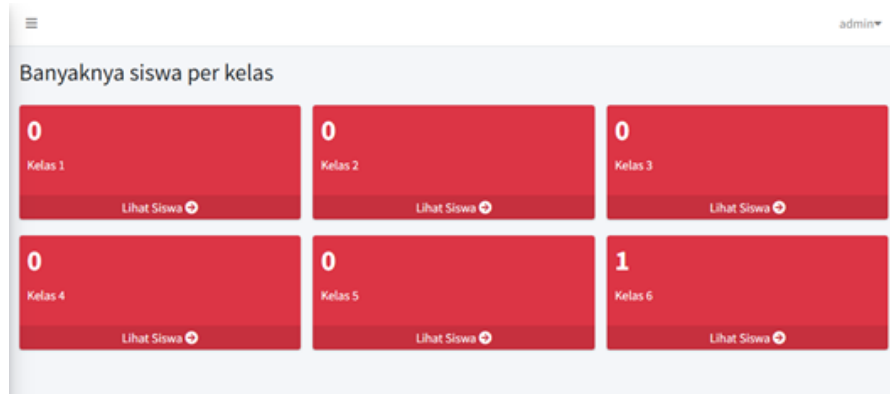 admin
Banyaknya siswa per kelas
0
Kelas 1
Lihat Siswa
0
Kelas 2
Lihat Siswa
0
Kelas 3
Lihat Siswa
0
Kelas 4
Lihat Siswa
0
Kelas 5
Lihat Siswa
1
Kelas 6
Lihat Siswa